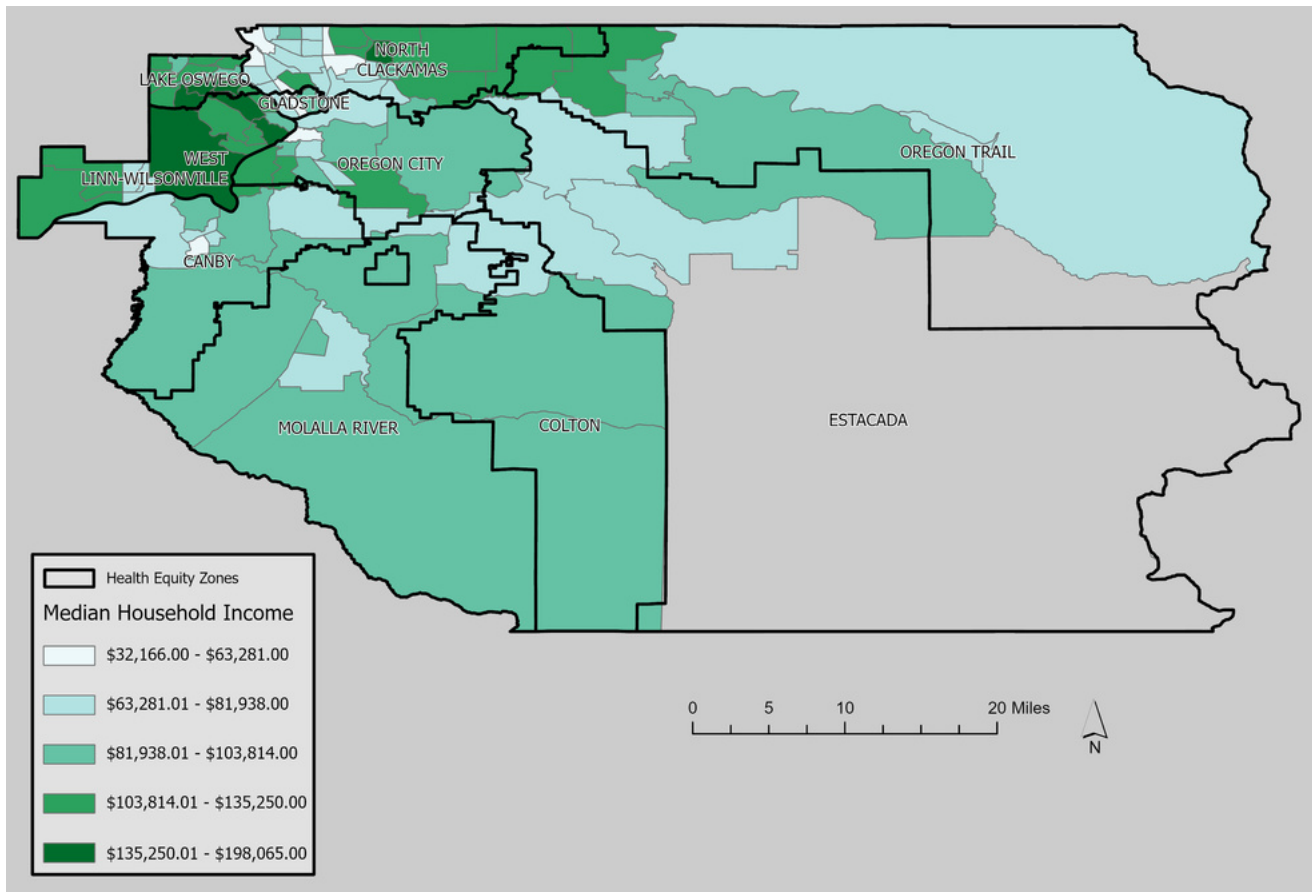 NORTH
CLACKAMAS
LAKE OSWEGO
GLADSTONE
WEST
LINN-WILSONVILLE
OREGON CITY
OREGON TRAIL
CANBY
MOLALLA RIVER
COLTON
ESTACADA
Health Equity Zones
Median Household Income
$32,166.00 - $63,281.00
$63,281.01 - $81,938.00
$81,938.01 - $103,814.00
$103,814.01 - $135,250.00
$135,250.01 - $198,065.00
0 5 10 20 Miles
N